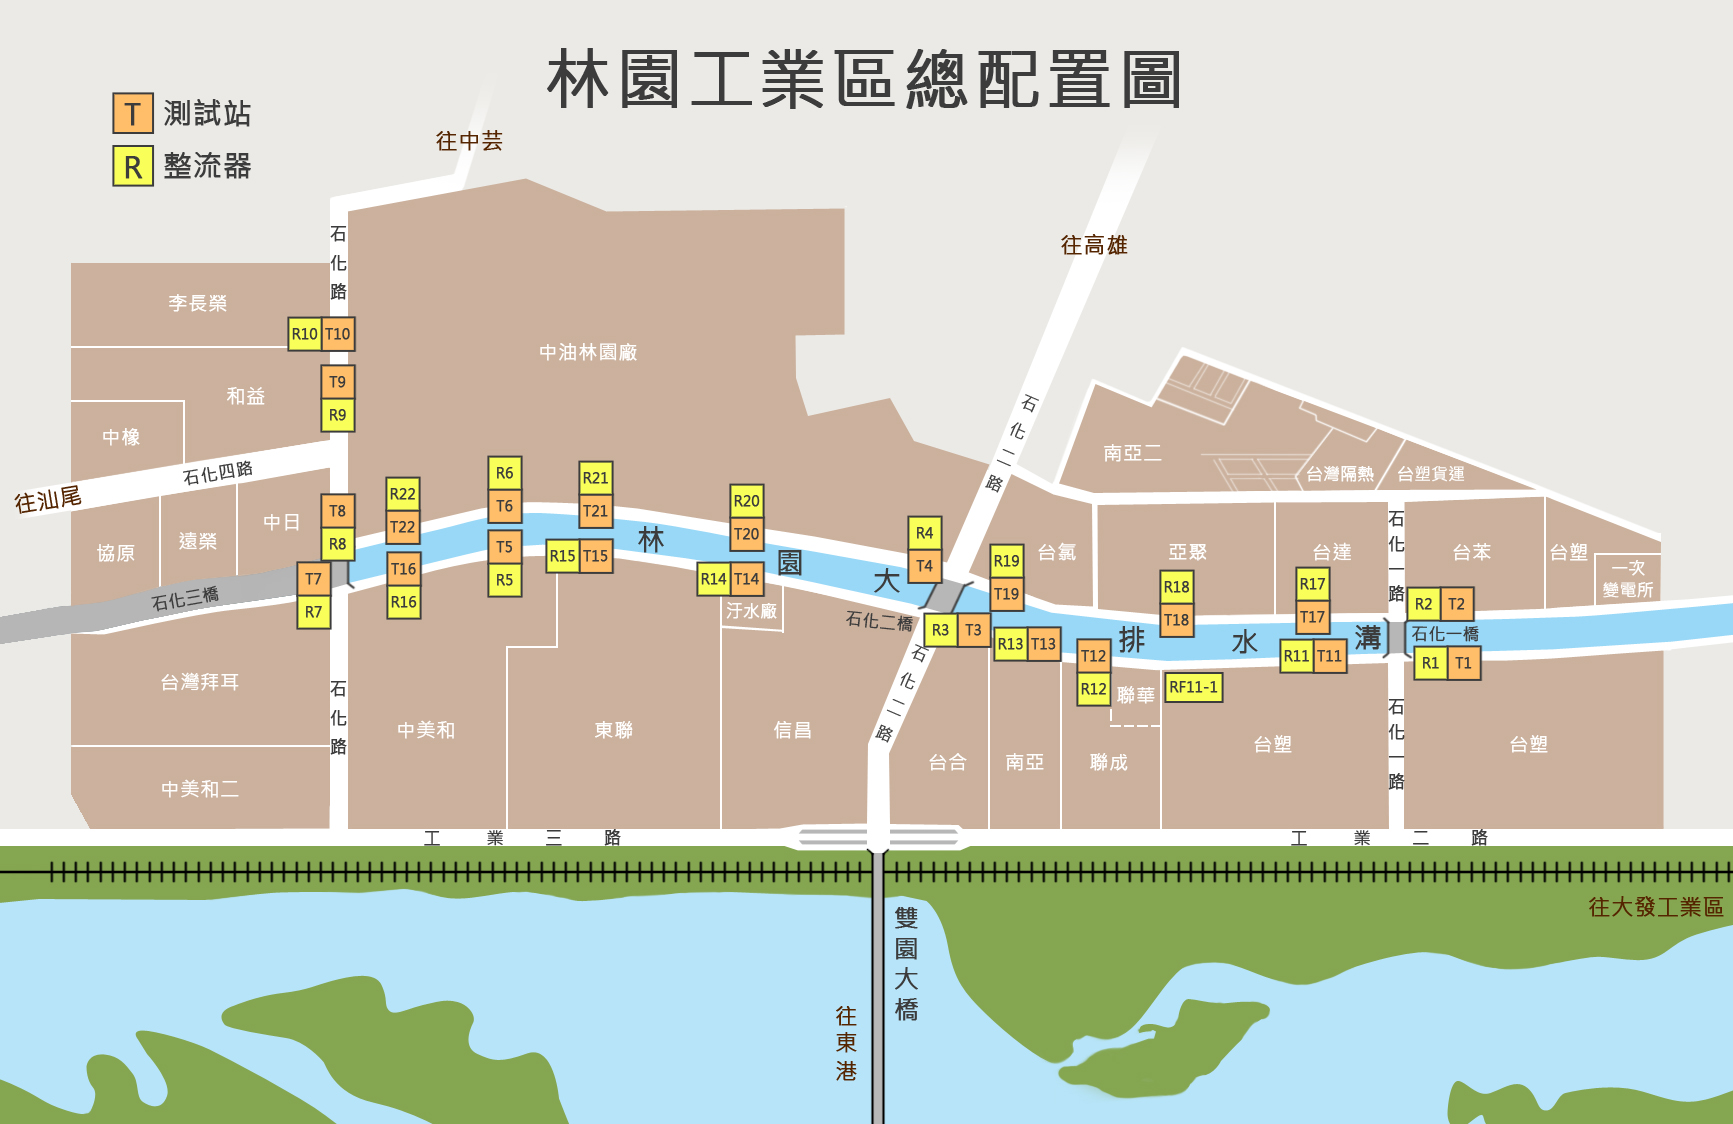 林園工業區總配置圖
T 測試站
R 整流器
往中芸
往高雄
石化路
李長榮
R10 T10
中油林園廠
T9
R9
和益
中橡
石化四路
往汕尾
石化二路
南亞二
台灣隔熱
台塑貨運
協原
遠榮
中日
T8
R8
T7
R7
石化三橋
R22
T22
T16
R16
R6
T6
T5
R5
R21
T21
R15 T15
R20
T20
R14 T14
汙水廠
林園大排水溝
R4
T4
石化二橋
R3 T3
R19
T19
台氯
亞聚
台達
台苯
台塑
一次
變電所
石化一路
R13 T13
T12
R12
R18
T18
R17
T17
R11 T11
RF11-1
R2 T2
石化一橋
R1 T1
台灣拜耳
中美和二
石化路
中美和
東聯
信昌
石化二路
台合
南亞
聯華
聯成
台塑
石化一路
台塑
工業三路
工業二路
往大發工業區
雙園大橋
往東港